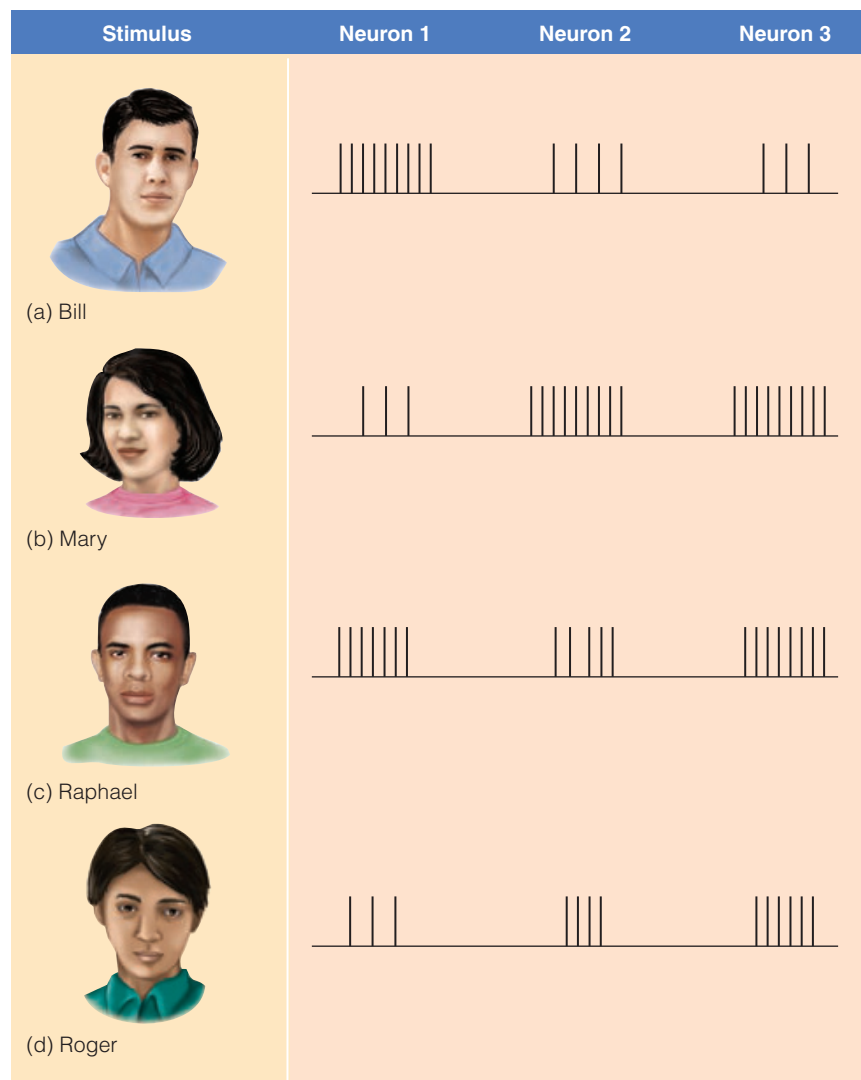 Stimulus Neuron 1 Neuron 2 Neuron 3
(a) Bill
(b) Mary
(c) Raphael
(d) Roger